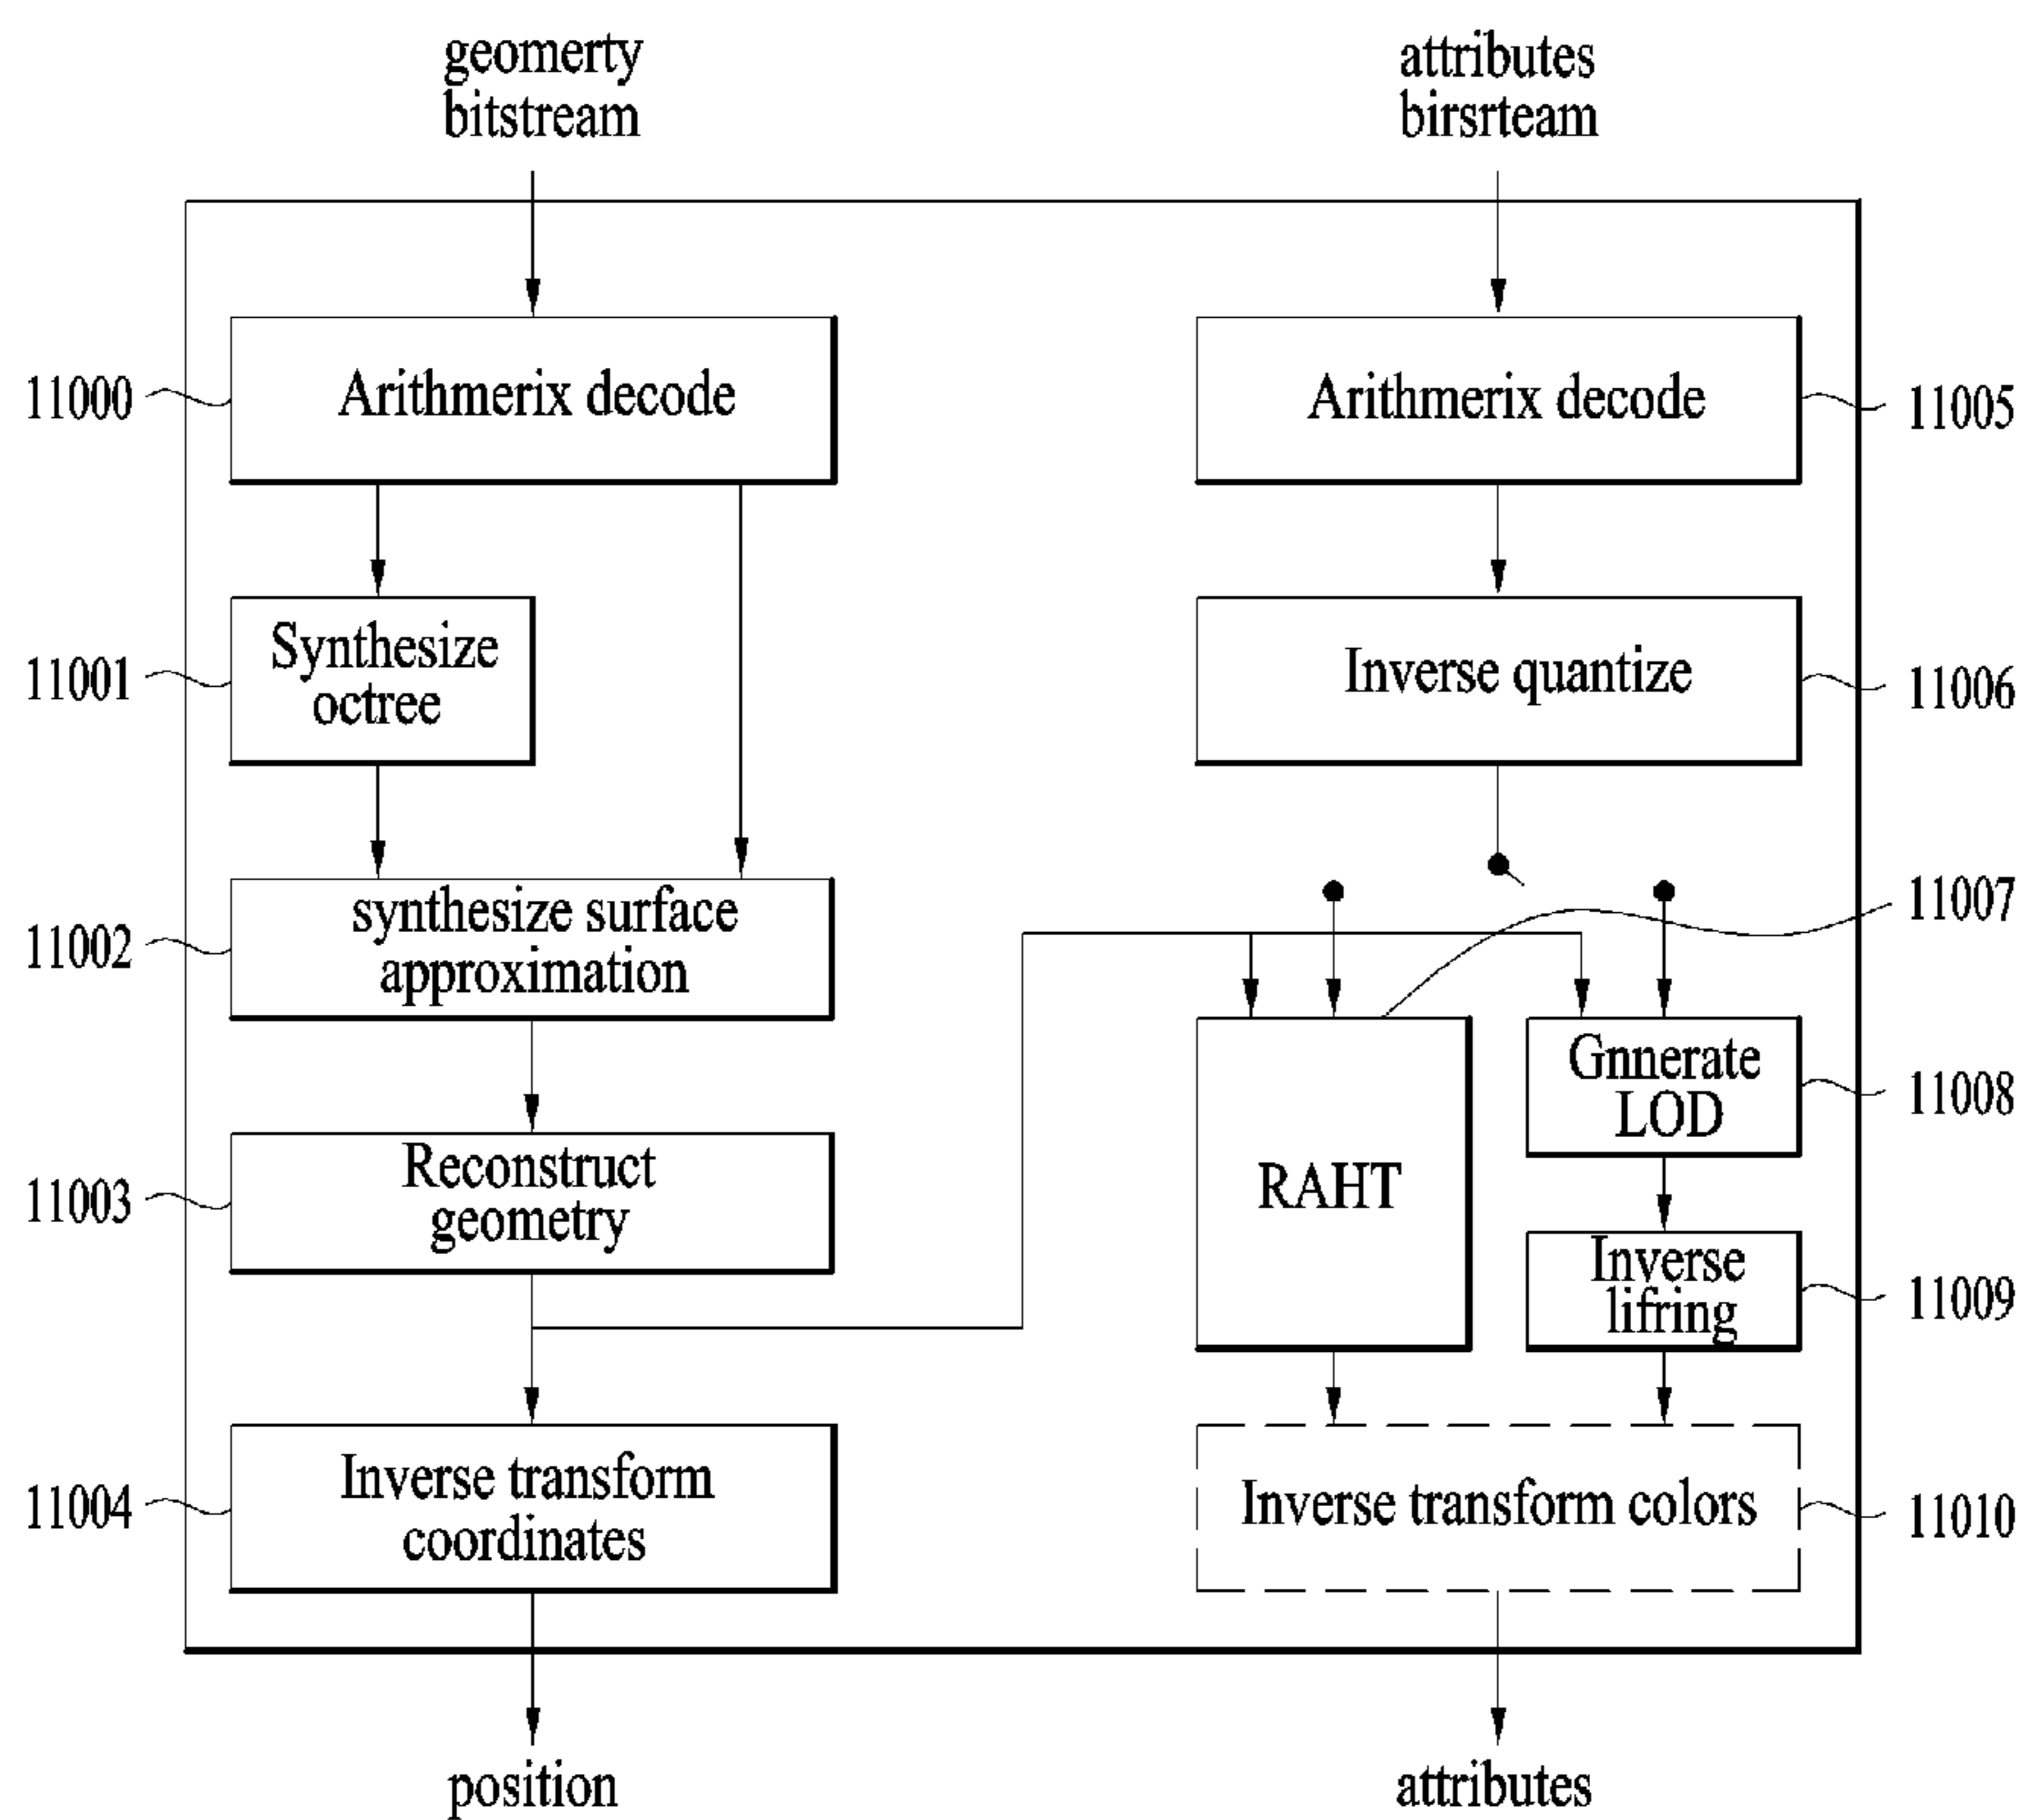 geomerty
bitstream
attributes
birsrteam
11000
Arithmerix decode
Arithmerix decode
11005
11001
Synthesize
octree
Inverse quantize
11006
11002
synthesize surface
approximation
11007
11003
Reconstruct
geometry
RAHT
Gnnerate
LOD
11008
Inverse
lifring
11009
11004
Inverse transform
coordinates
Inverse transform colors
11010
position
attributes